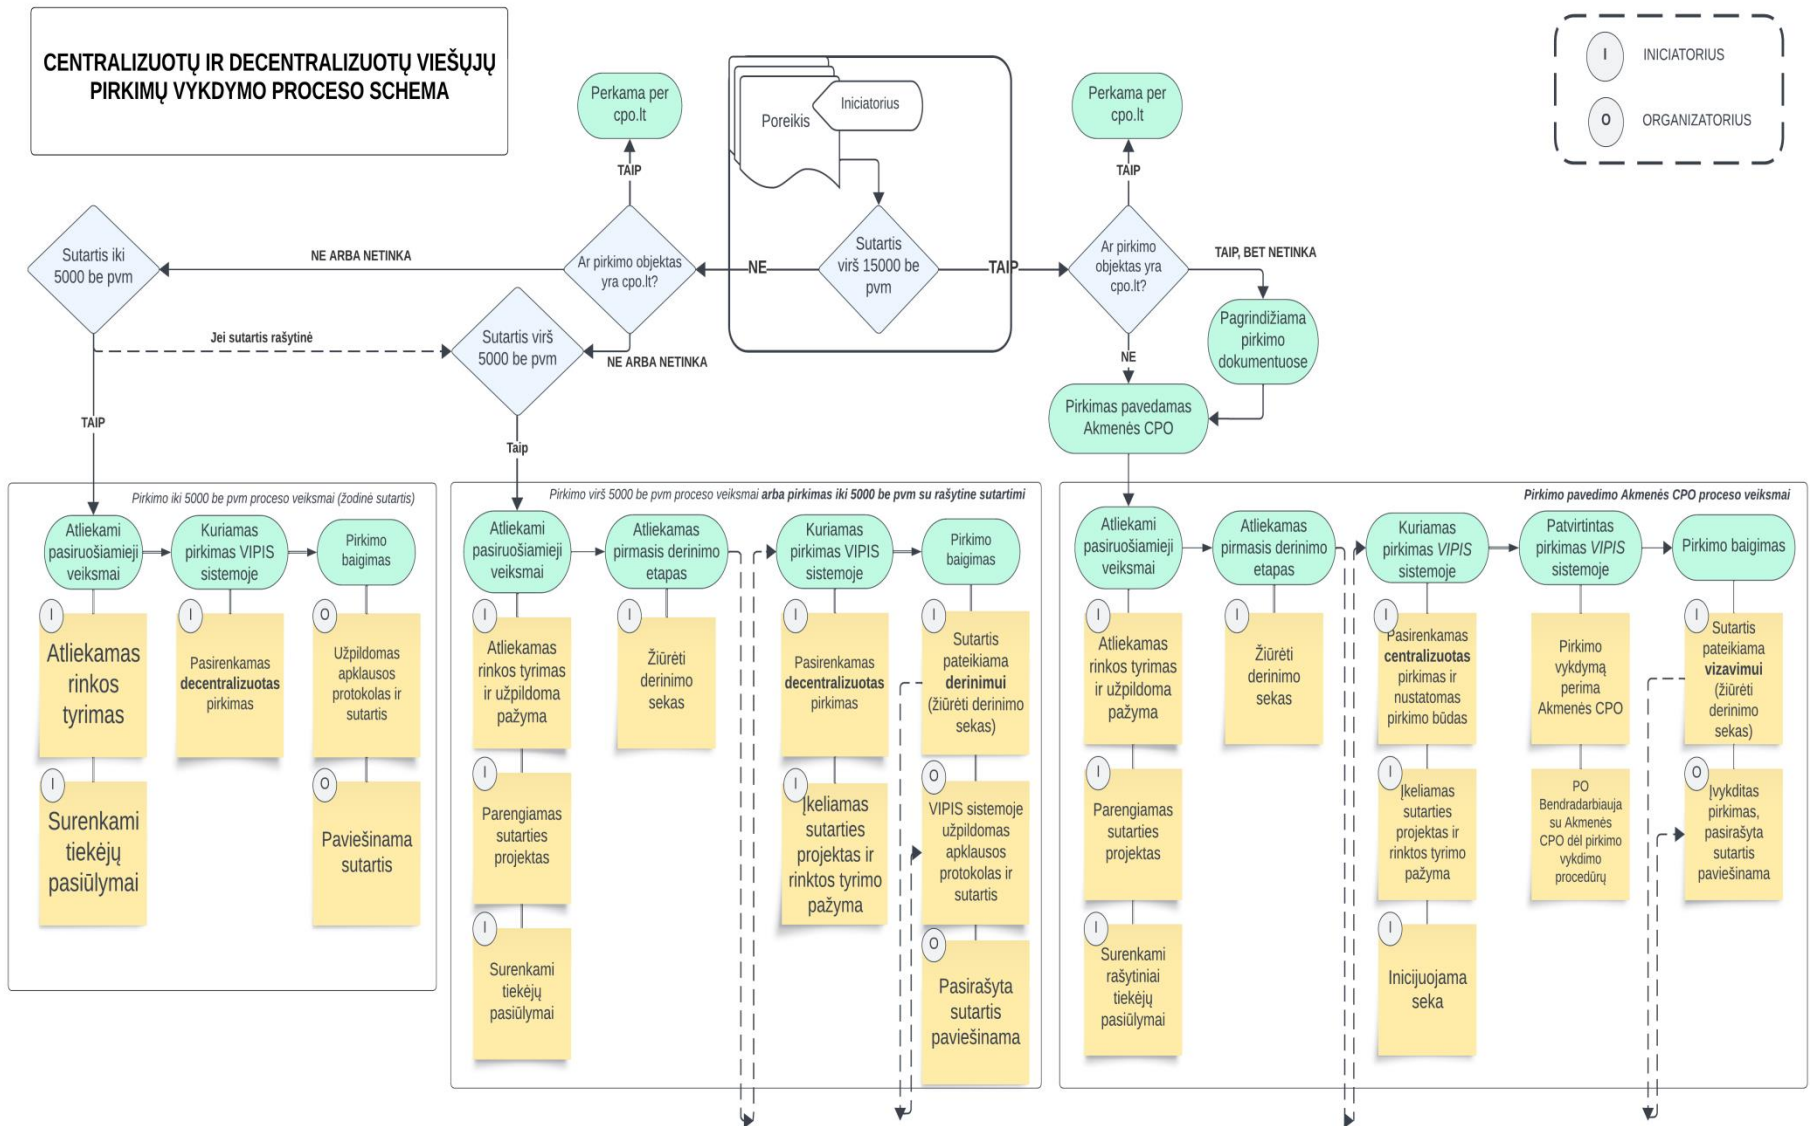 CENTRALIZUOTŲ IR DECENTRALIZUOTŲ VIEŠŲJŲ
PIRKIMŲ VYKDYMO PROCESO SCHEMA
I
INICIATORIUS
O
ORGANIZATORIUS
Poreikis
Iniciatorius
Sutartis
virš 15000 be
pvm
NE
TAIP
Perkama per
cpo.lt
TAIP
Ar pirkimo objektas
yra cpo.lt?
NE ARBA NETINKA
NE ARBA NETINKA
Sutartis iki
5000 be pvm
Jei sutartis rašytinė
TAIP
Sutartis virš
5000 be pvm
Taip
Perkama per
cpo.lt
TAIP
Ar pirkimo
objektas yra
cpo.lt?
TAIP, BET NETINKA
Pagrindižiama
pirkimo
dokumentuose
NE
Pirkimas pavedamas
Akmenės CPO
Pirkimo iki 5000 be pvm proceso veiksmai (žodinė sutartis)
Atliekami
pasiruošiamieji
veiksmai
Kuriamas
pirkimas VIPIS
sistemoje
Pirkimo
baigimas
I
Atliekamas
rinkos
tyrimas
I
Surenkami
tiekėjų
pasiūlymai
I
Pasirenkamas
decentralizuotas
pirkimas
O
Užpildomas
apklausos
protokolas ir
sutartis
O
Paviešinama
sutartis
Pirkimo virš 5000 be pvm proceso veiksmai arba pirkimas iki 5000 be pvm su rašytine sutartimi
Atliekami
pasiruošiamieji
veiksmai
Atliekamas
pirmasis derinimo
etapas
Kuriamas
pirkimas VIPIS
sistemoje
Pirkimo
baigimas
I
Atliekamas
rinkos tyrimas
ir užpildoma
pažyma
I
Parengiamas
sutarties
projektas
I
Surenkami
tiekėjų
pasiūlymai
I
Žiūrėti
derinimo
sekas
I
Pasirenkamas
decentralizuotas
pirkimas
I
Įkeliamas
sutarties
projektas ir
rinktos tyrimo
pažyma
I
Sutartis
pateikiama
derinimui
(žiūrėti derinimo
sekas)
O
VIPIS sistemoje
užpildomas
apklausos
protokolas ir
sutartis
O
Pasirašyta
sutartis
paviešinama
Pirkimo pavedimo Akmenės CPO proceso veiksmai
Atliekami
pasiruošiamieji
veiksmai
Atliekamas
pirmasis derinimo
etapas
Kuriamas
pirkimas VIPIS
sistemoje
Patvirtintas
pirkimas VIPIS
sistemoje
Pirkimo baigimas
I
Atliekamas
rinkos tyrimas
ir užpildoma
pažyma
I
Parengiamas
sutarties
projektas
I
Surenkami
rašytiniai
tiekėjų
pasiūlymai
I
Žiūrėti
derinimo
sekas
I
Pasirenkamas
centralizuotas
pirkimas ir
nustatomas
pirkimo būdas
I
Įkeliamas
sutarties
projektas ir
rinktos tyrimo
pažyma
I
Inicijuojama
seka
Pirkimo
vykdymą
perima
Akmenės CPO
PO
Bendradarbiauja
su Akmenės
CPO dėl pirkimo
vykdimo
procedūrų
I
Sutartis
pateikiama
vizavimui
(žiūrėti
derinimo
sekas)
O
Įvykditas
pirkimas,
pasirašyta
sutartis
paviešinama